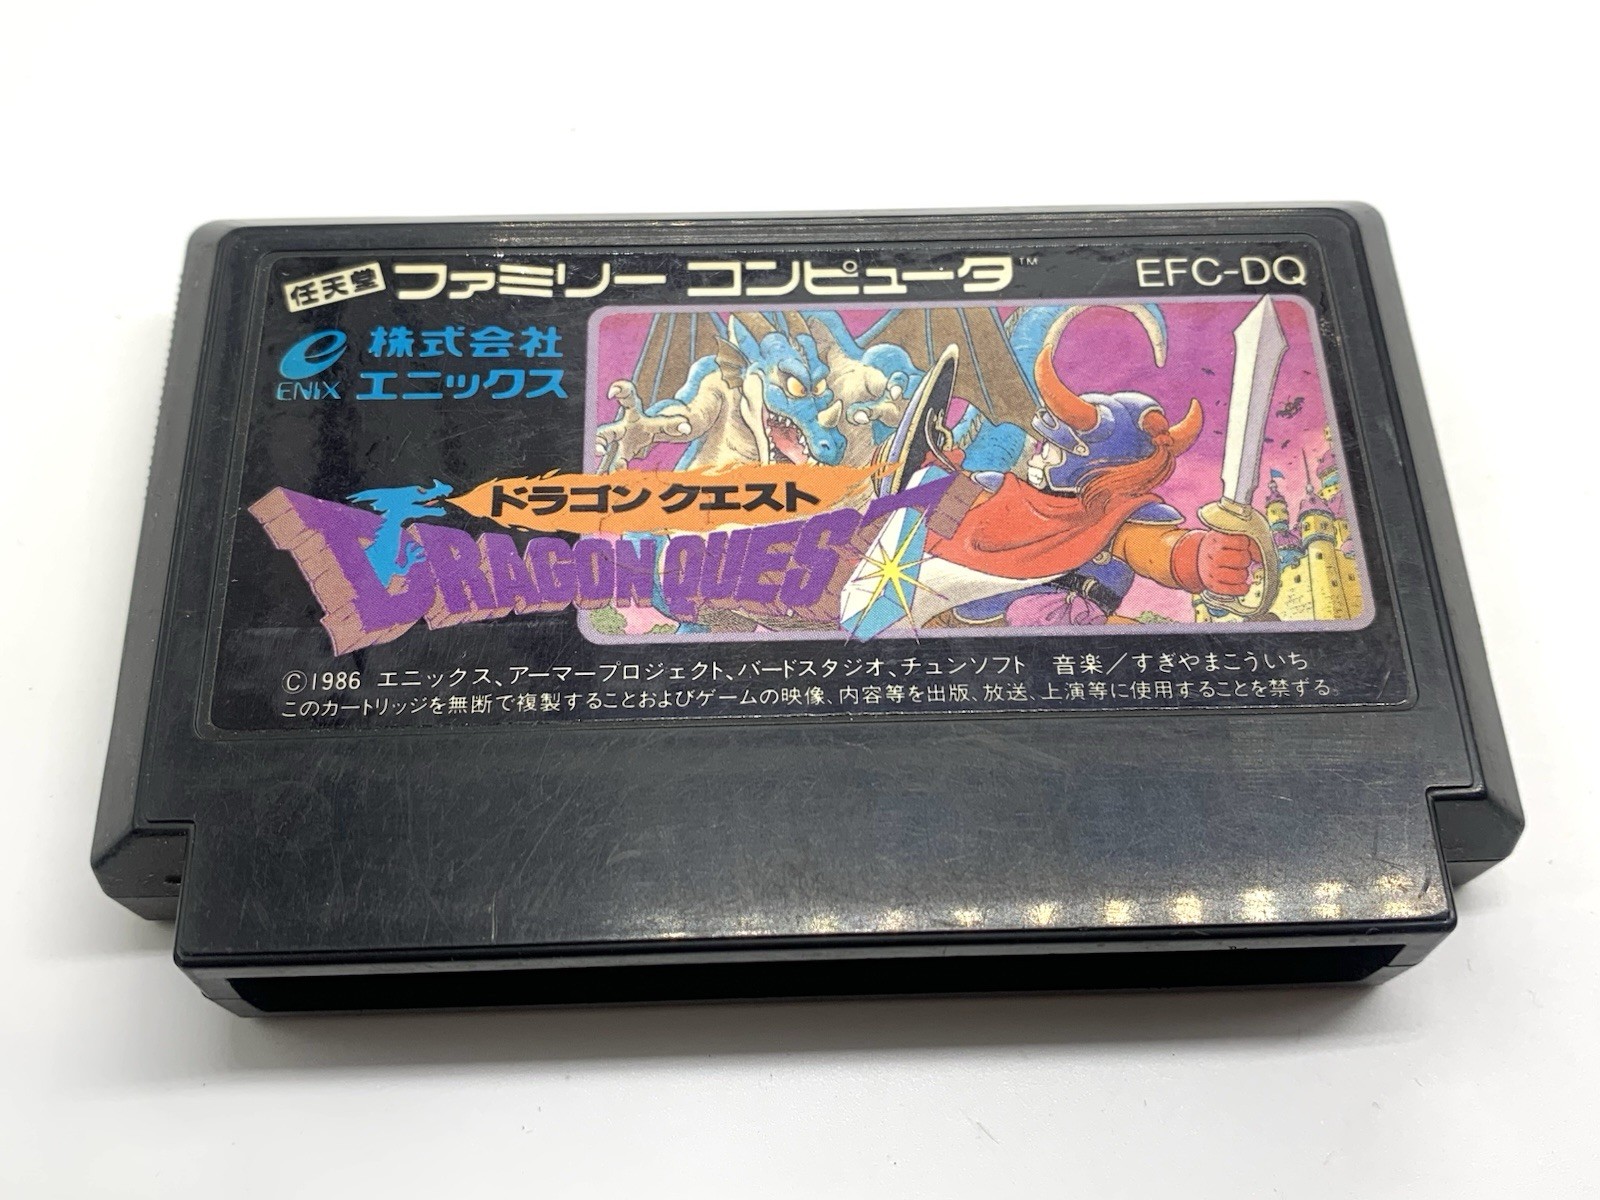 任天堂 ファミリー コンピュータ™ EFC-DQ
e 株式会社
ENIX エニックス
ドラゴン クエスト
DRAGON QUEST
©1986 エニックス、アーマープロジェクト、バードスタジオ、チュンソフト 音楽/すぎやまこういち
このカートリッジを無断で複製することおよびゲームの映像、内容等を出版、放送、上演等に使用することを禁ずる。